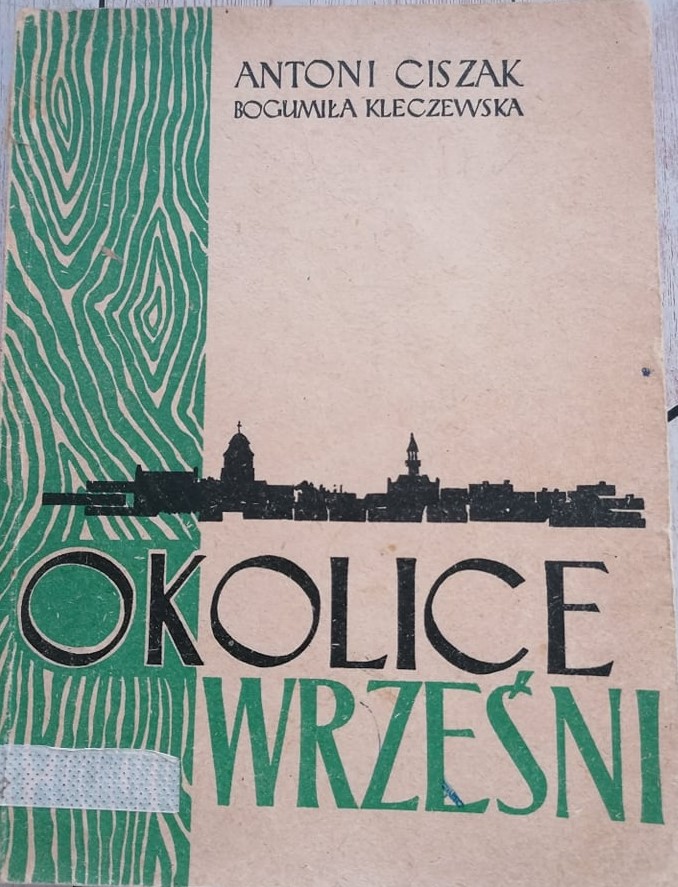 ANTONI CISZAK
BOGUMIŁA KLECZEWSKA
OKOLICE
WRZEŚNI